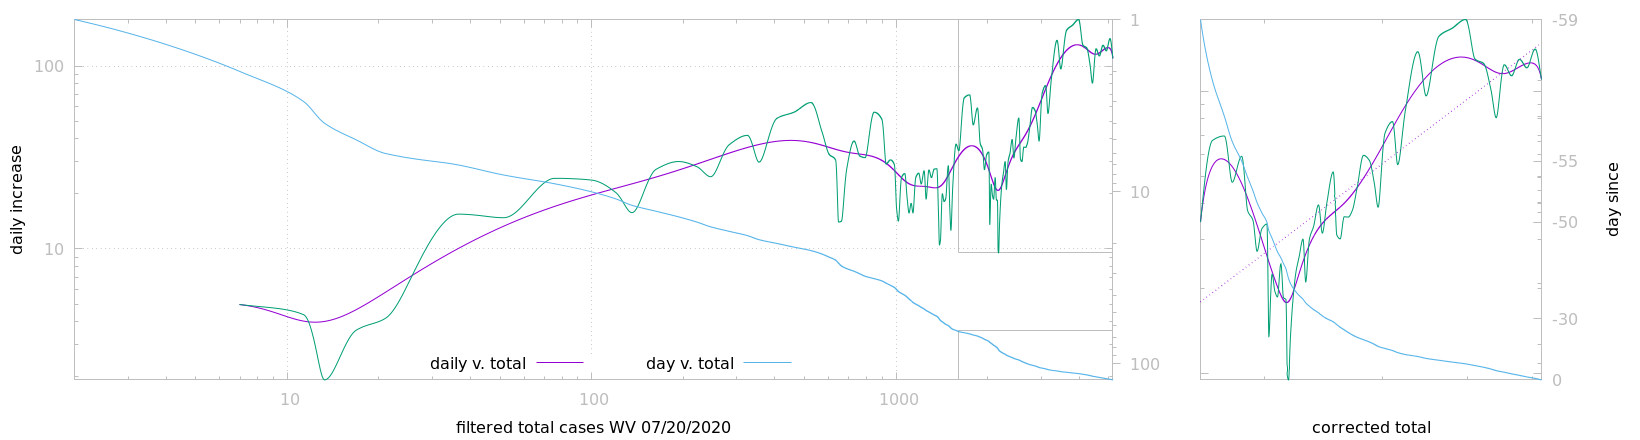 100
10
daily increase
daily v. total
day v. total
10
100
1000
filtered total cases WV 07/20/2020
1
10
100
-59
-55
-50
-30
0
day since
corrected total